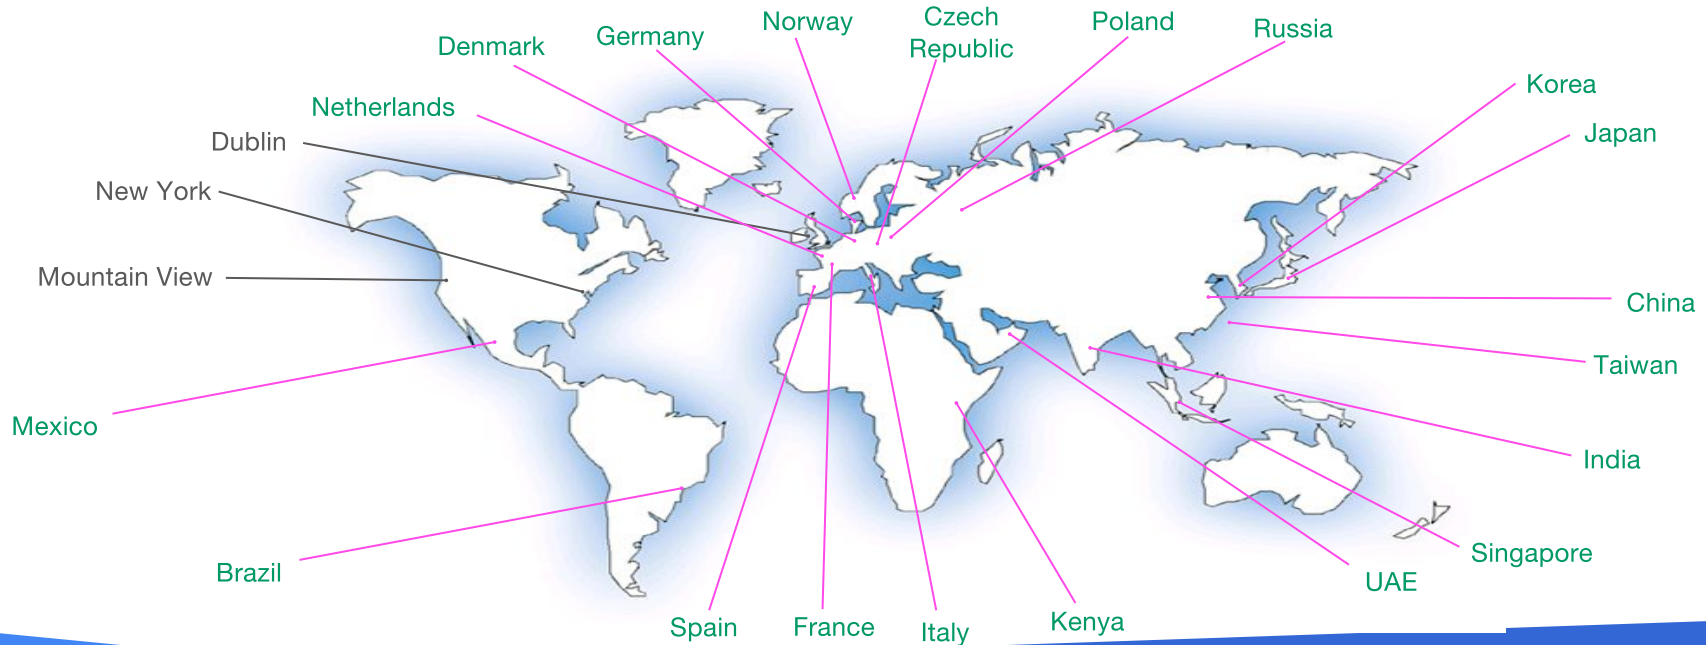 Norway
Czech
Republic
Poland
Russia
Germany
Denmark
Netherlands
Dublin
New York
Mountain View
Mexico
Brazil
Spain
France
Italy
Kenya
UAE
Singapore
India
Taiwan
China
Japan
Korea